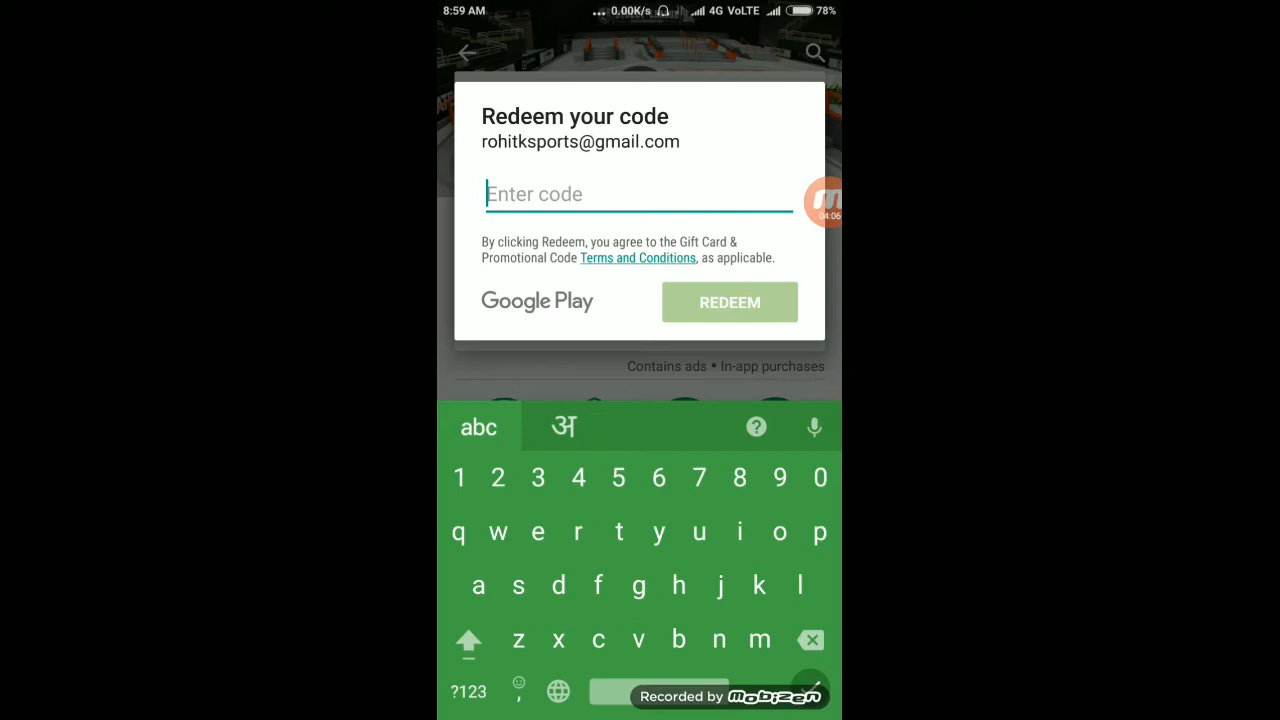 8:59 AM ... 0.00K/s 4G VoLTE 78%
Redeem your code
rohitksports@gmail.com
Enter code
04:06
By clicking Redeem, you agree to the Gift Card &
Promotional Code Terms and Conditions, as applicable.
Google Play REDEEM
Contains ads • In-app purchases
abc अ
1 2 3 4 5 6 7 8 9 0
q w e r t y u i o p
a s d f g h j k l
z x c v b n m
?123 ,
Recorded by mobizen